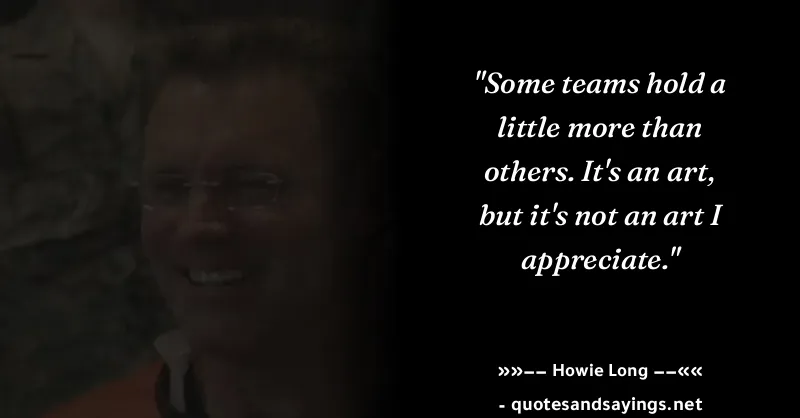 "Some teams hold a
little more than
others. It's an art,
but it's not an art I
appreciate."
»»–– Howie Long ––««
- quotesandsayings.net